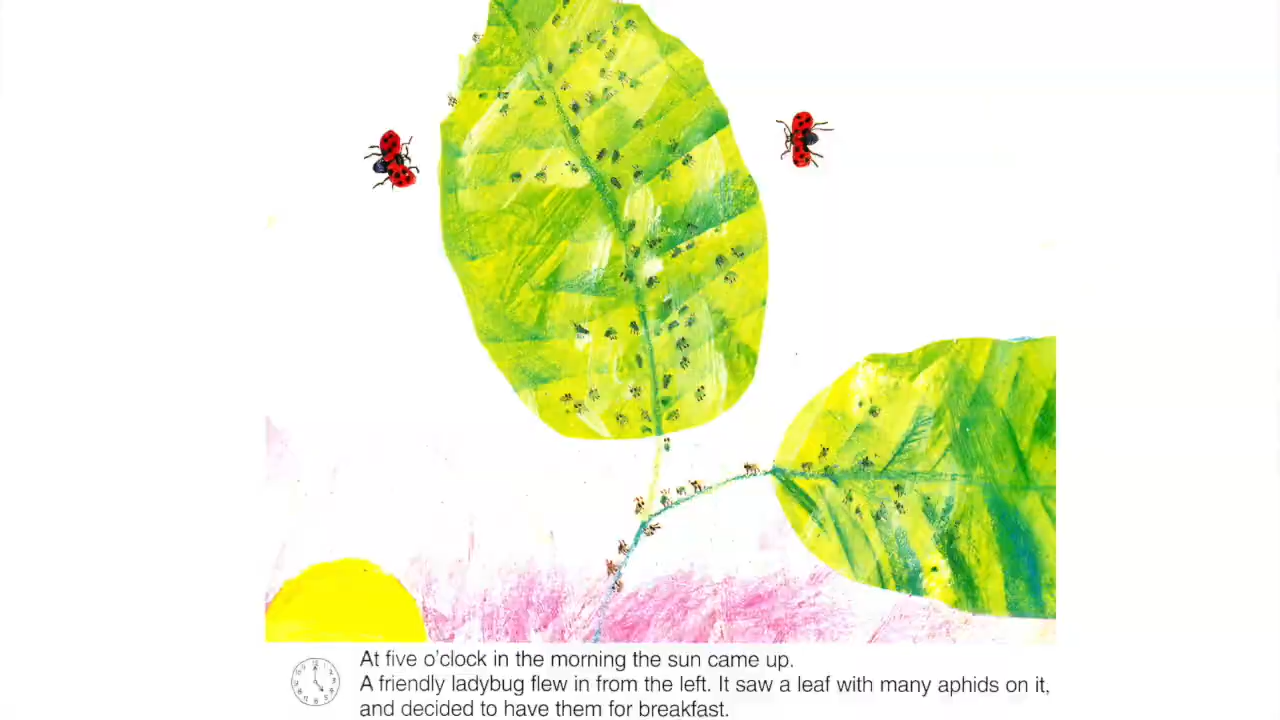 At five o'clock in the morning the sun came up.
A friendly ladybug flew in from the left. It saw a leaf with many aphids on it,
and decided to have them for breakfast.